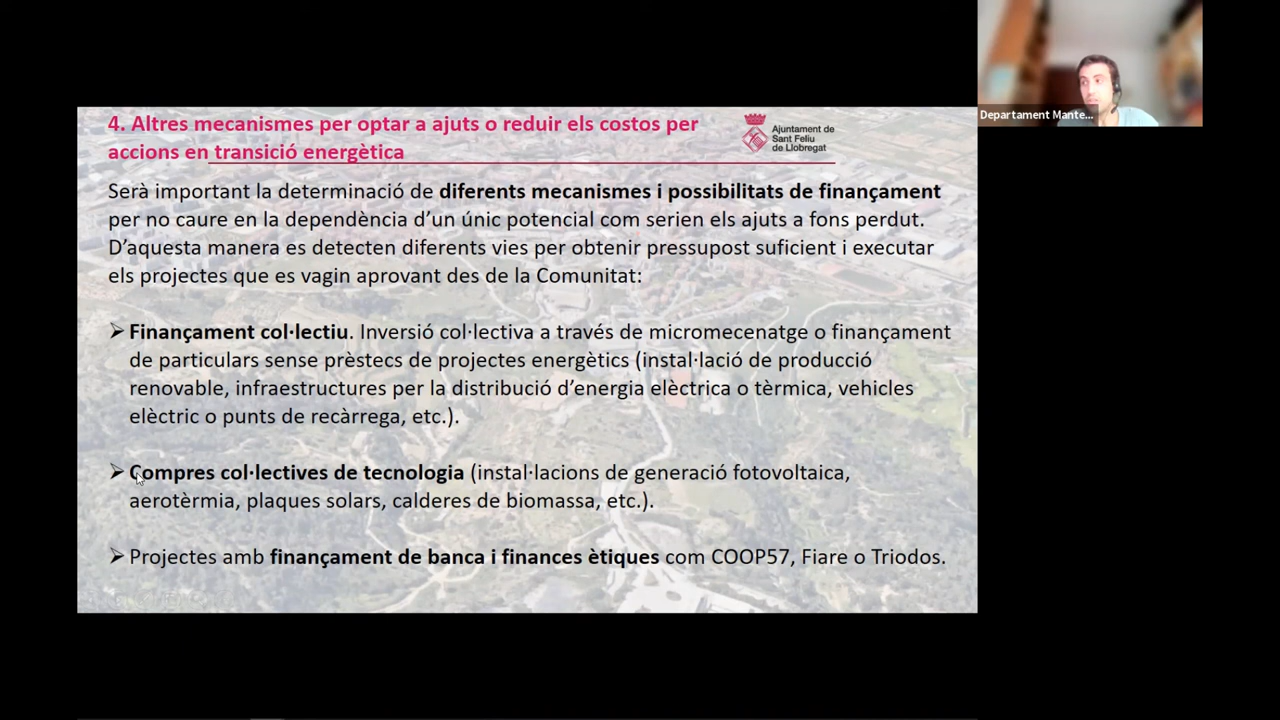 4. Altres mecanismes per optar a ajuts o reduir els costos per
accions en transició energètica
Ajuntament de
Sant Feliu
de Llobregat
Departament Mante...
Serà important la determinació de diferents mecanismes i possibilitats de finançament
per no caure en la dependència d'un únic potencial com serien els ajuts a fons perdut.
D'aquesta manera es detecten diferents vies per obtenir pressupost suficient i executar
els projectes que es vagin aprovant des de la Comunitat:
➢ Finançament col·lectiu. Inversió col·lectiva a través de micromecenatge o finançament
de particulars sense prèstecs de projectes energètics (instal·lació de producció
renovable, infraestructures per la distribució d'energia elèctrica o tèrmica, vehicles
elèctric o punts de recàrrega, etc.).
➢ Compres col·lectives de tecnologia (instal·lacions de generació fotovoltaica,
aerotèrmia, plaques solars, calderes de biomassa, etc.).
➢ Projectes amb finançament de banca i finances ètiques com COOP57, Fiare o Triodos.